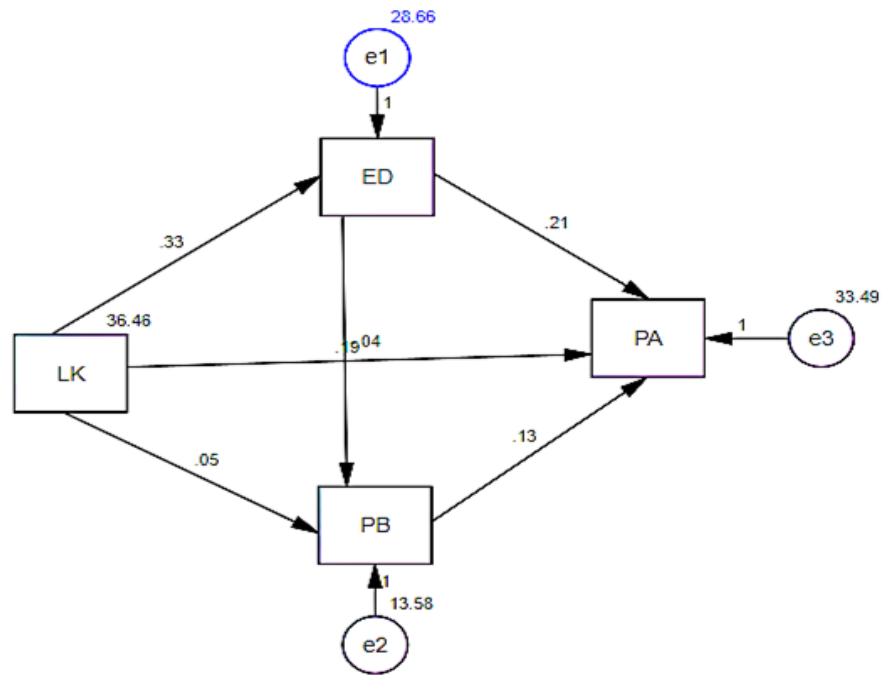 28.66
e1
1
ED
.33
.21
36.46
33.49
LK
.19
.04
PA
1
e3
.05
.13
PB
1
13.58
e2